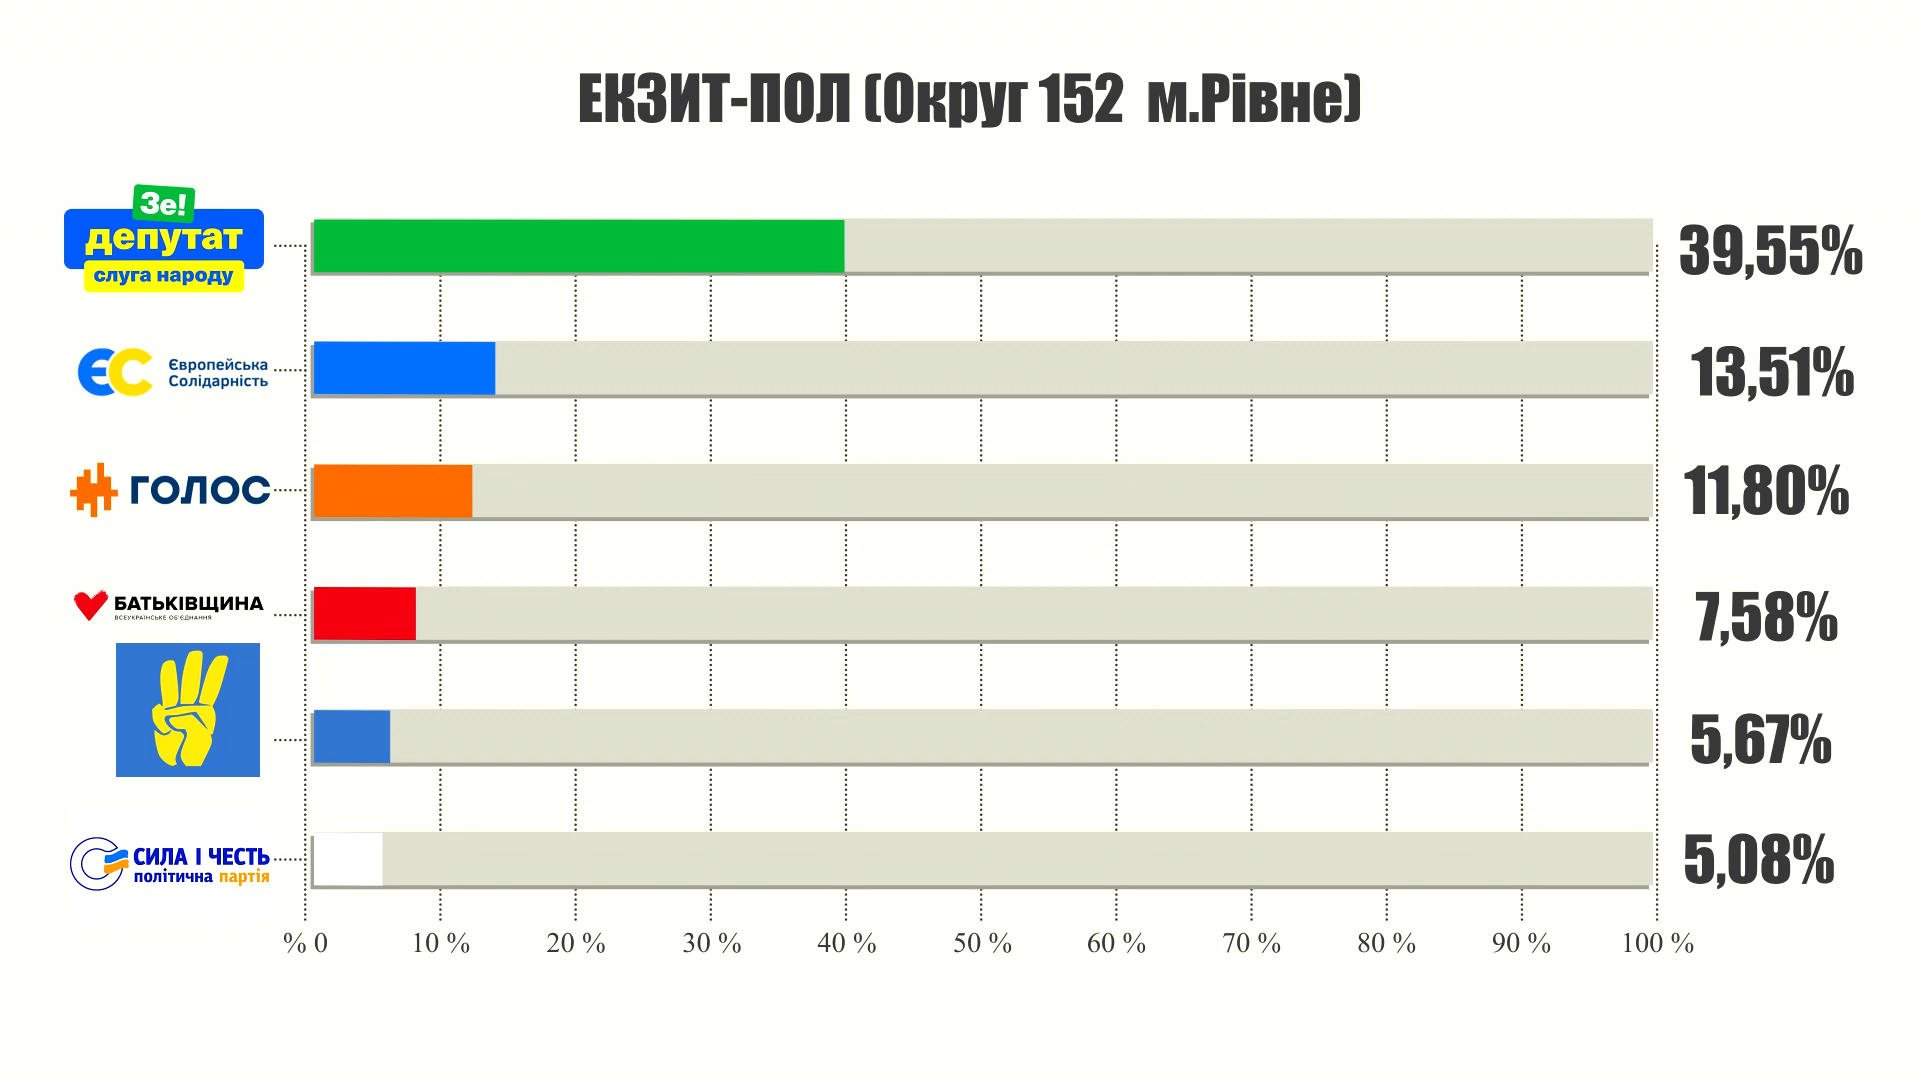 ЕКЗИТ-ПОЛ (Округ 152 м.Рівне)
Зе!
депутат
слуга народу
39,55%
Європейська
Солідарність
13,51%
ГОЛОС
11,80%
БАТЬКІВЩИНА
ВСЕУКРАЇНСЬКЕ ОБ'ЄДНАННЯ
7,58%
5,67%
СИЛА І ЧЕСТЬ
політична партія
5,08%
% 0 10 % 20 % 30 % 40 % 50 % 60 % 70 % 80 % 90 % 100 %